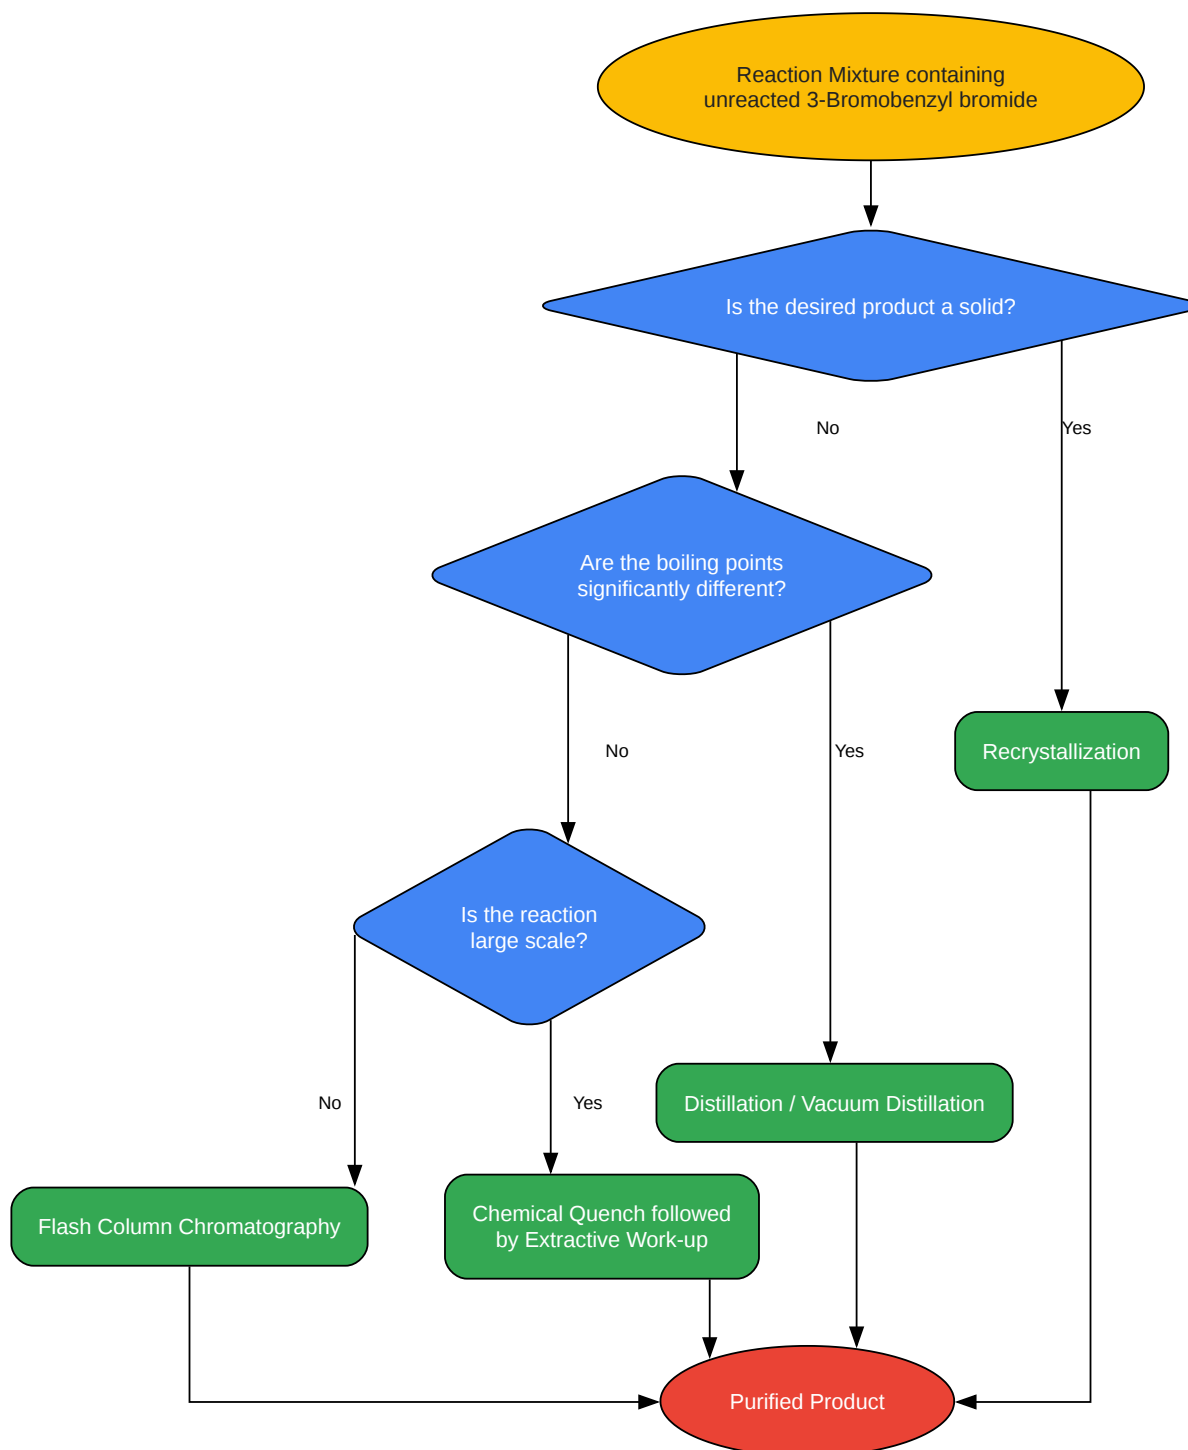 Reaction Mixture containing
unreacted 3-Bromobenzyl bromide
Is the desired product a solid?
No
Yes
Are the boiling points
significantly different?
No
Yes
Recrystallization
Is the reaction
large scale?
No
Yes
Distillation / Vacuum Distillation
Flash Column Chromatography
Chemical Quench followed
by Extractive Work-up
Purified Product